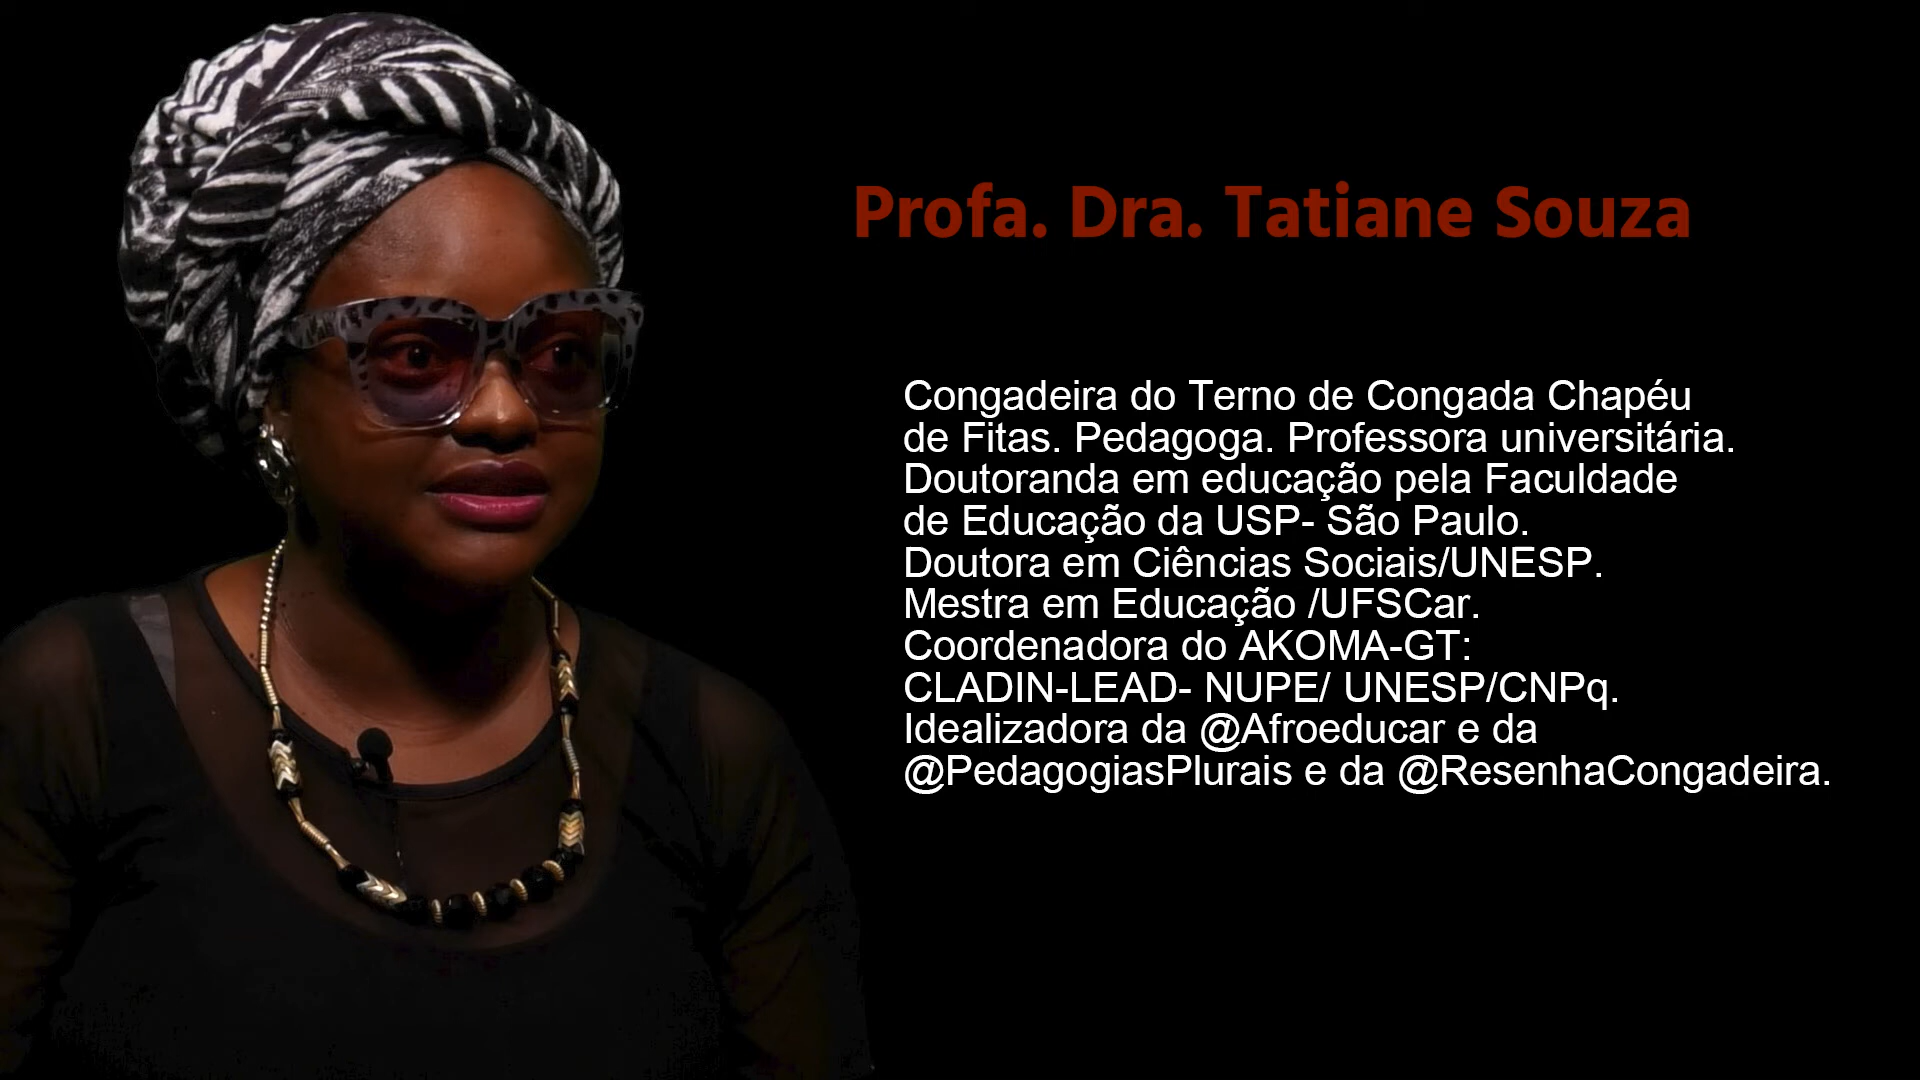 Profa. Dra. Tatiane Souza
Congadeira do Terno de Congada Chapéu
de Fitas. Pedagoga. Professora universitária.
Doutoranda em educação pela Faculdade
de Educação da USP- São Paulo.
Doutora em Ciências Sociais/UNESP.
Mestra em Educação /UFSCar.
Coordenadora do AKOMA-GT:
CLADIN-LEAD- NUPE/ UNESP/CNPq.
Idealizadora da @Afroeducar e da
@PedagogiasPlurais e da @ResenhaCongadeira.